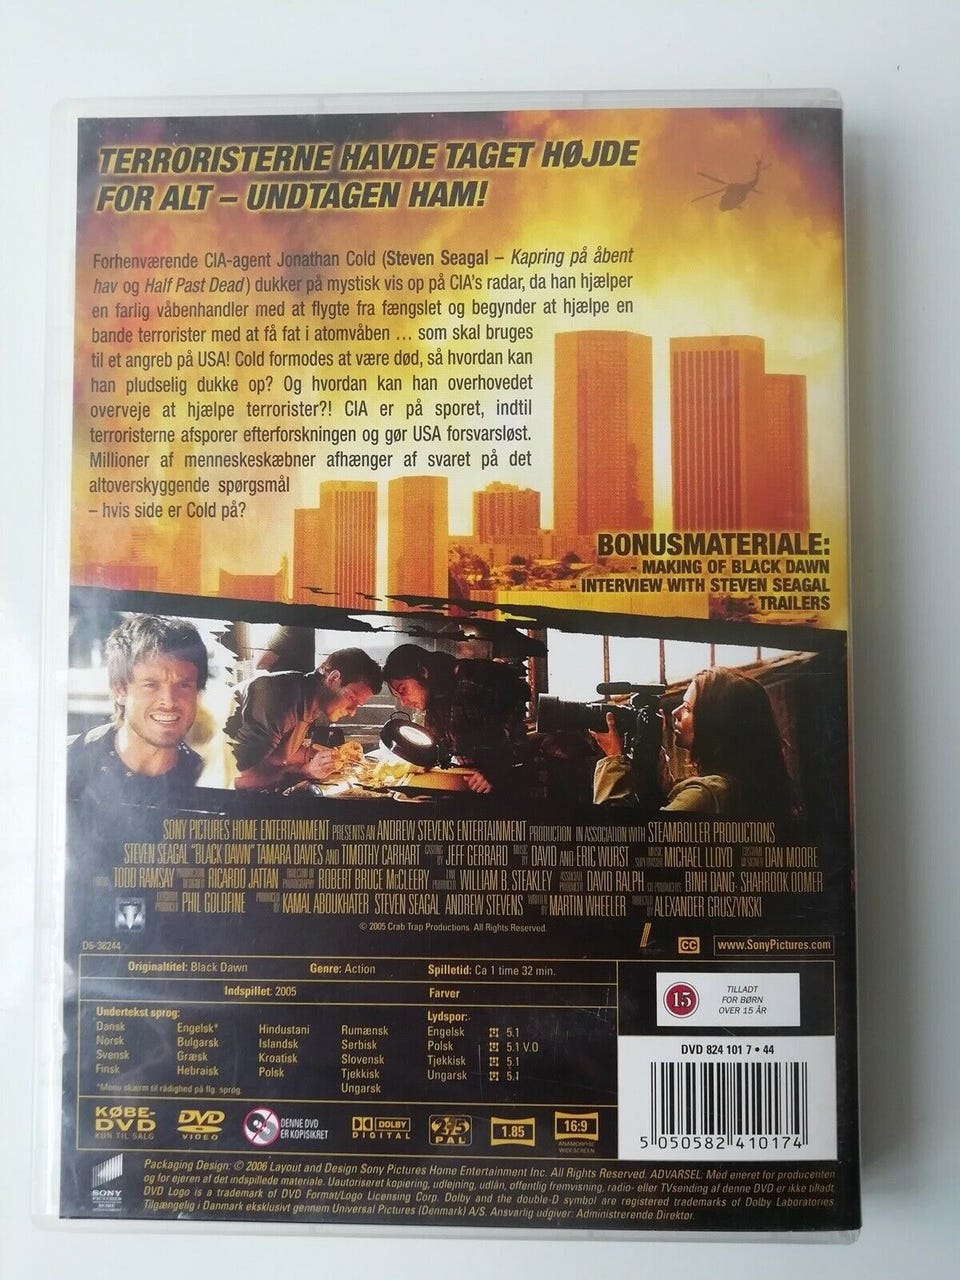 TERRORISTERNE HAVDE TAGET HØJDE
FOR ALT – UNDTAGEN HAM!
Forhenværende CIA-agent Jonathan Cold (Steven Seagal – Kapring på åbent
hav og Half Past Dead) dukker på mystisk vis op på CIA's radar, da han hjælper
en farlig våbenhandler med at flygte fra fængslet og begynder at hjælpe en
bande terrorister med at få fat i atomvåben ... som skal bruges
til et angreb på USA! Cold formodes at være død, så hvordan kan
han pludselig dukke op? Og hvordan kan han overhovedet
overveje at hjælpe terrorister?! CIA er på sporet, indtil
terroristerne afsporer efterforskningen og gør USA forsvarsløst.
Millioner af menneskeskæbner afhænger af svaret på det
altoverskyggende spørgsmål
– hvis side er Cold på?
BONUSMATERIALE:
- MAKING OF BLACK DAWN
- INTERVIEW WITH STEVEN SEAGAL
- TRAILERS
SONY PICTURES HOME ENTERTAINMENT PRESENTS AN ANDREW STEVENS ENTERTAINMENT PRODUCTION IN ASSOCIATION WITH STEAMROLLER PRODUCTIONS
STEVEN SEAGAL "BLACK DAWN" TAMARA DAVIES AND TIMOTHY CARHART CASTING BY JEFF GERRARD MUSIC BY DAVID AND ERIC WURST MUSIC SUPERVISION MICHAEL LLOYD COSTUME DESIGNER DAN MOORE
TODD RAMSAY PRODUCTION DESIGNER RICARDO JATTAN DIRECTOR OF PHOTOGRAPHY ROBERT BRUCE McCLEERY LINE PRODUCER WILLIAM B. STEAKLEY ASSOCIATE PRODUCER DAVID RALPH CO PRODUCERS BINH DANG · SHAHROOK OOMER
EXECUTIVE PRODUCER PHIL GOLDFINE PRODUCED BY KAMAL ABOUKHATER STEVEN SEAGAL ANDREW STEVENS WRITTEN BY MARTIN WHEELER DIRECTED BY ALEXANDER GRUSZYNSKI
© 2005 Crab Trap Productions. All Rights Reserved.
D6-38244
CC
www.SonyPictures.com
Originaltitel: Black Dawn Genre: Action Spilletid: Ca 1 time 32 min.
Indspillet: 2005 Farver
Undertekst sprog:
Dansk Engelsk* Hindustani Rumænsk
Norsk Bulgarsk Islandsk Serbisk
Svensk Græsk Kroatisk Slovensk
Finsk Hebraisk Polsk Tjekkisk
Ungarsk
*Menu skærm til rådighed på flg. sprog
Lydspor:
Engelsk 5.1
Polsk 5.1 V.O
Tjekkisk 5.1
Ungarsk 5.1
15
TILLADT
FOR BØRN
OVER 15 ÅR
DVD 824 101 7 • 44
5 050582 410174
KØBE-
DVD
KUN TIL SALG
DVD
VIDEO
DENNE DVD
ER KOPISIKRET
DOLBY
DIGITAL
2·5
PAL
1.85
16:9
ANAMORPHIC
WIDESCREEN
SONY
PICTURES
Packaging Design: © 2006 Layout and Design Sony Pictures Home Entertainment Inc. All Rights Reserved. ADVARSEL. Med eneret for producenten
og for ejeren af det indspillede materiale. Uautoriseret kopiering, udlejning, udlån, offentlig fremvisning, radio- eller TVsending af denne DVD er ikke tilladt
DVD Logo is a trademark of DVD Format/Logo Licensing Corp. Dolby and the double-D symbol are registered trademarks of Dolby Laboratories
Tilgængelig i Danmark eksklusivt gennem Universal Pictures (Denmark) A/S. Ansvarlig udgiver: Administrerende Direktør.